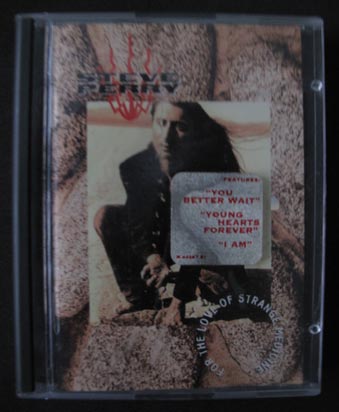 STEVE
PERRY
FEATURES:
"YOU
BETTER WAIT"
"YOUNG
HEARTS
FOREVER"
"I AM"
FOR THE LOVE OF STRANGE MEDICINE